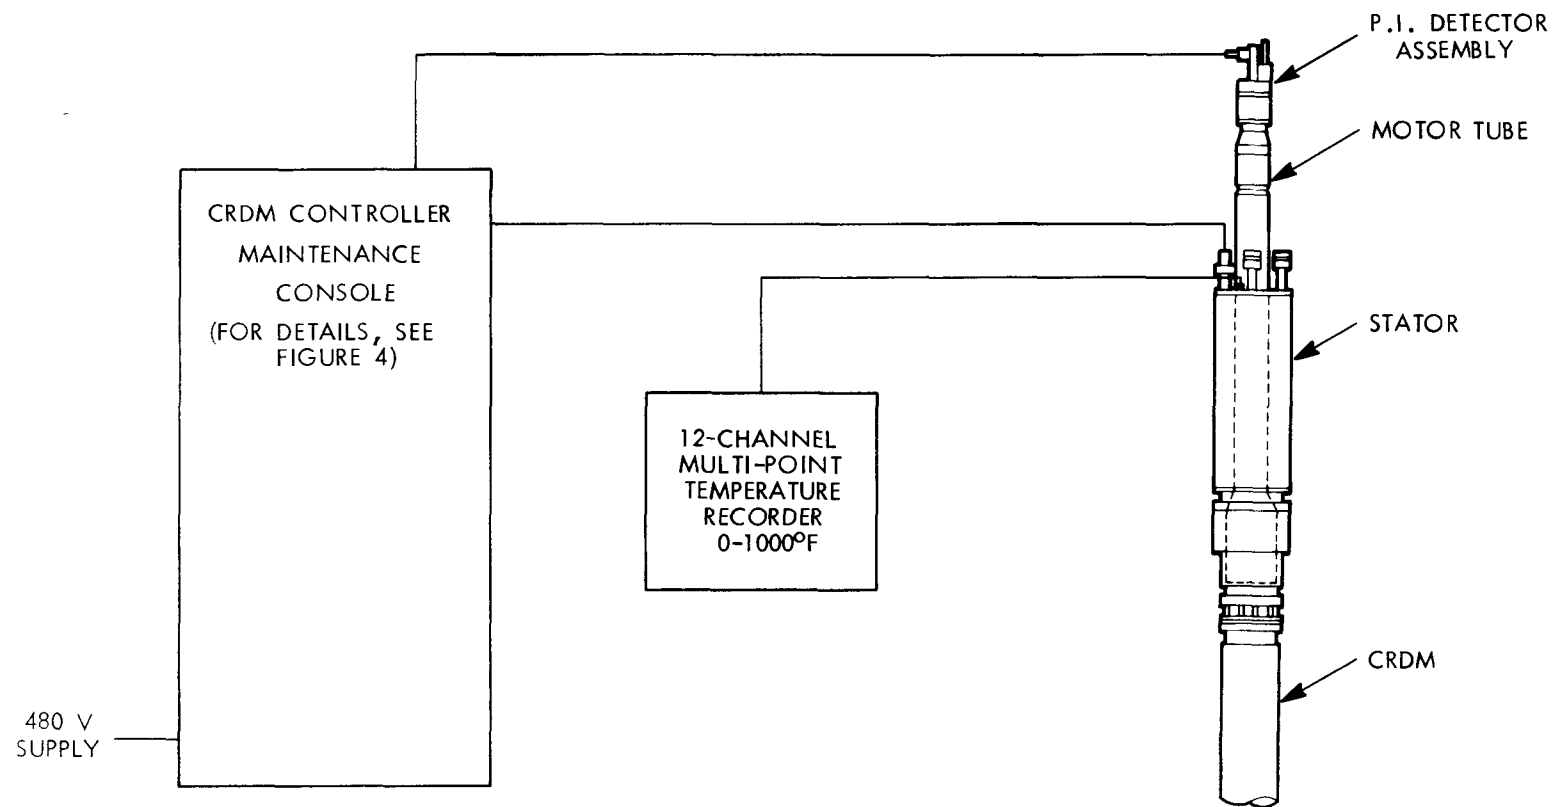 P.I. DETECTOR
ASSEMBLY
MOTOR TUBE
CRDM CONTROLLER
MAINTENANCE
CONSOLE
(FOR DETAILS, SEE
FIGURE 4)
STATOR
12-CHANNEL
MULTI-POINT
TEMPERATURE
RECORDER
0-1000°F
CRDM
480 V
SUPPLY